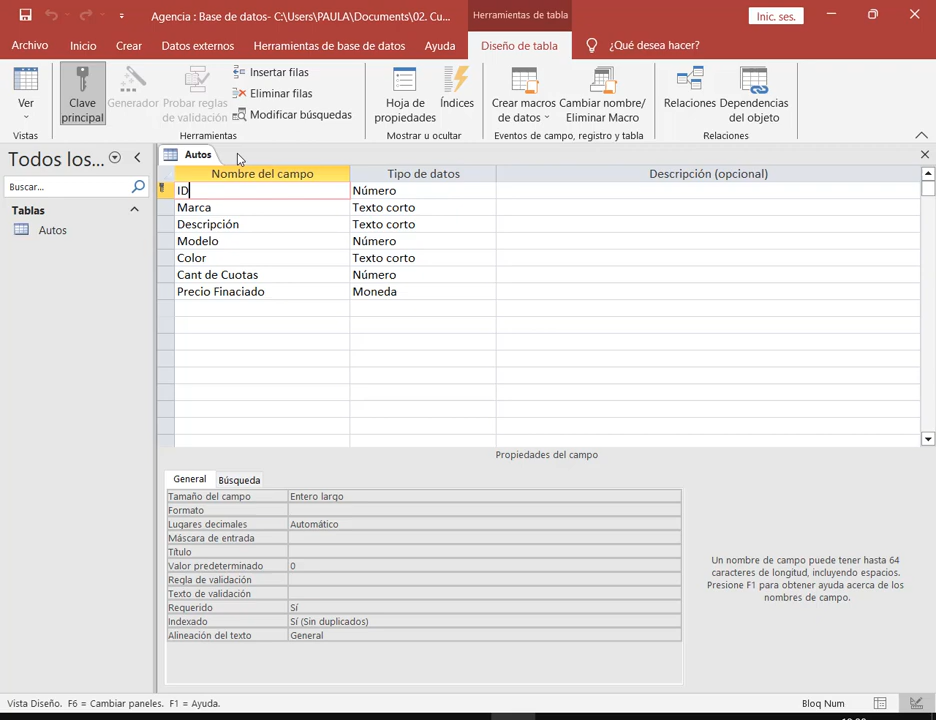 Agencia : Base de datos- C:\Users\PAULA\Documents\02. Cu...
Herramientas de tabla
Inic. ses.
Archivo Inicio Crear Datos externos Herramientas de base de datos Ayuda Diseño de tabla ¿Qué desea hacer?
Ver
Clave principal
Generador
Probar reglas de validación
Insertar filas
Eliminar filas
Modificar búsquedas
Hoja de propiedades
Índices
Crear macros de datos
Cambiar nombre/ Eliminar Macro
Relaciones
Dependencias del objeto
Vistas
Herramientas
Mostrar u ocultar
Eventos de campo, registro y tabla
Relaciones
Todos los...
Buscar...
Tablas
Autos
Autos
Nombre del campo Tipo de datos Descripción (opcional)
ID Número
Marca Texto corto
Descripción Texto corto
Modelo Número
Color Texto corto
Cant de Cuotas Número
Precio Finaciado Moneda
Propiedades del campo
General Búsqueda
Tamaño del campo Entero largo
Formato
Lugares decimales Automático
Máscara de entrada
Título
Valor predeterminado 0
Regla de validación
Texto de validación
Requerido Sí
Indexado Sí (Sin duplicados)
Alineación del texto General
Un nombre de campo puede tener hasta 64
caracteres de longitud, incluyendo espacios.
Presione F1 para obtener ayuda acerca de los
nombres de campo.
Vista Diseño. F6 = Cambiar paneles. F1 = Ayuda.
Bloq Num